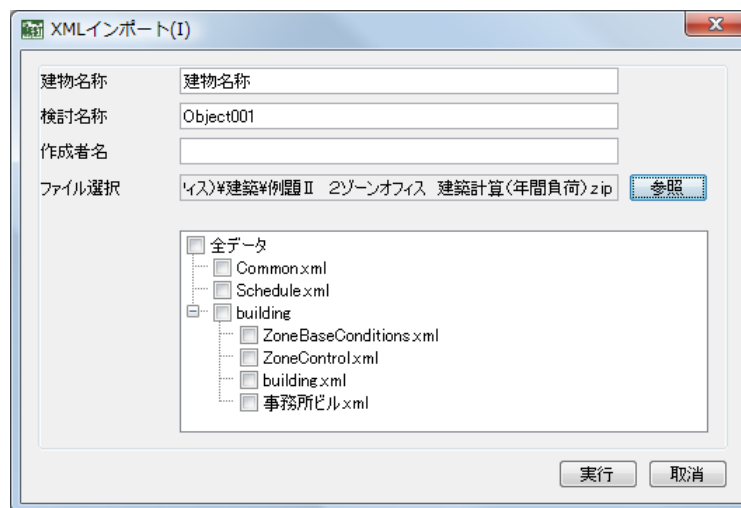 XMLインポート(I)
建物名称 建物名称
検討名称 Object001
作成者名
ファイル選択 ィス)¥建築¥例題Ⅱ 2ゾーンオフィス 建築計算(年間負荷).zip 参照
全データ
Common.xml
Schedule.xml
building
ZoneBaseConditions.xml
ZoneControl.xml
building.xml
事務所ビル.xml
実行 取消